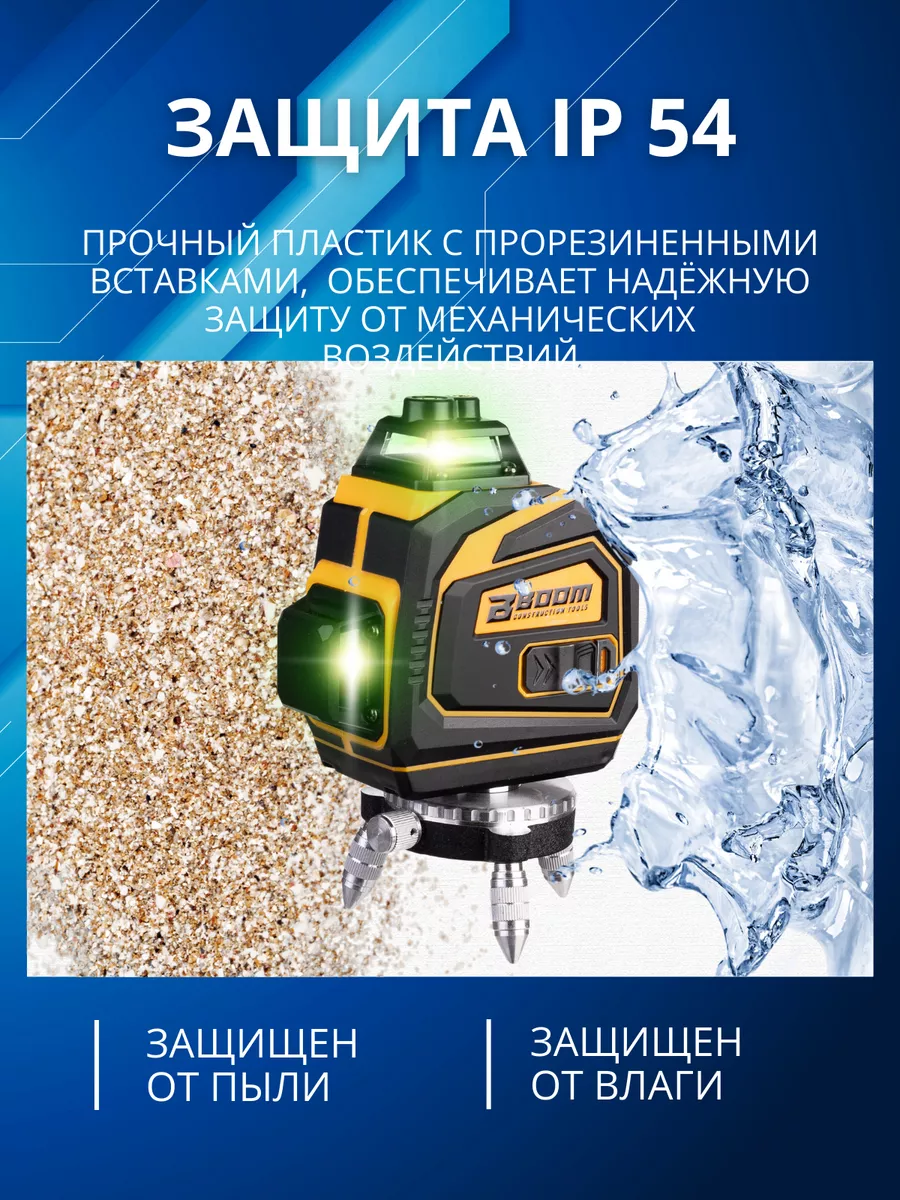 ЗАЩИТА IP 54
ПРОЧНЫЙ ПЛАСТИК С ПРОРЕЗИНЕННЫМИ
ВСТАВКАМИ, ОБЕСПЕЧИВАЕТ НАДЁЖНУЮ
ЗАЩИТУ ОТ МЕХАНИЧЕСКИХ
ВОЗДЕЙСТВИЙ
BOOM
CONSTRUCTION TOOLS
ЗАЩИЩЕН
ОТ ПЫЛИ
ЗАЩИЩЕН
ОТ ВЛАГИ